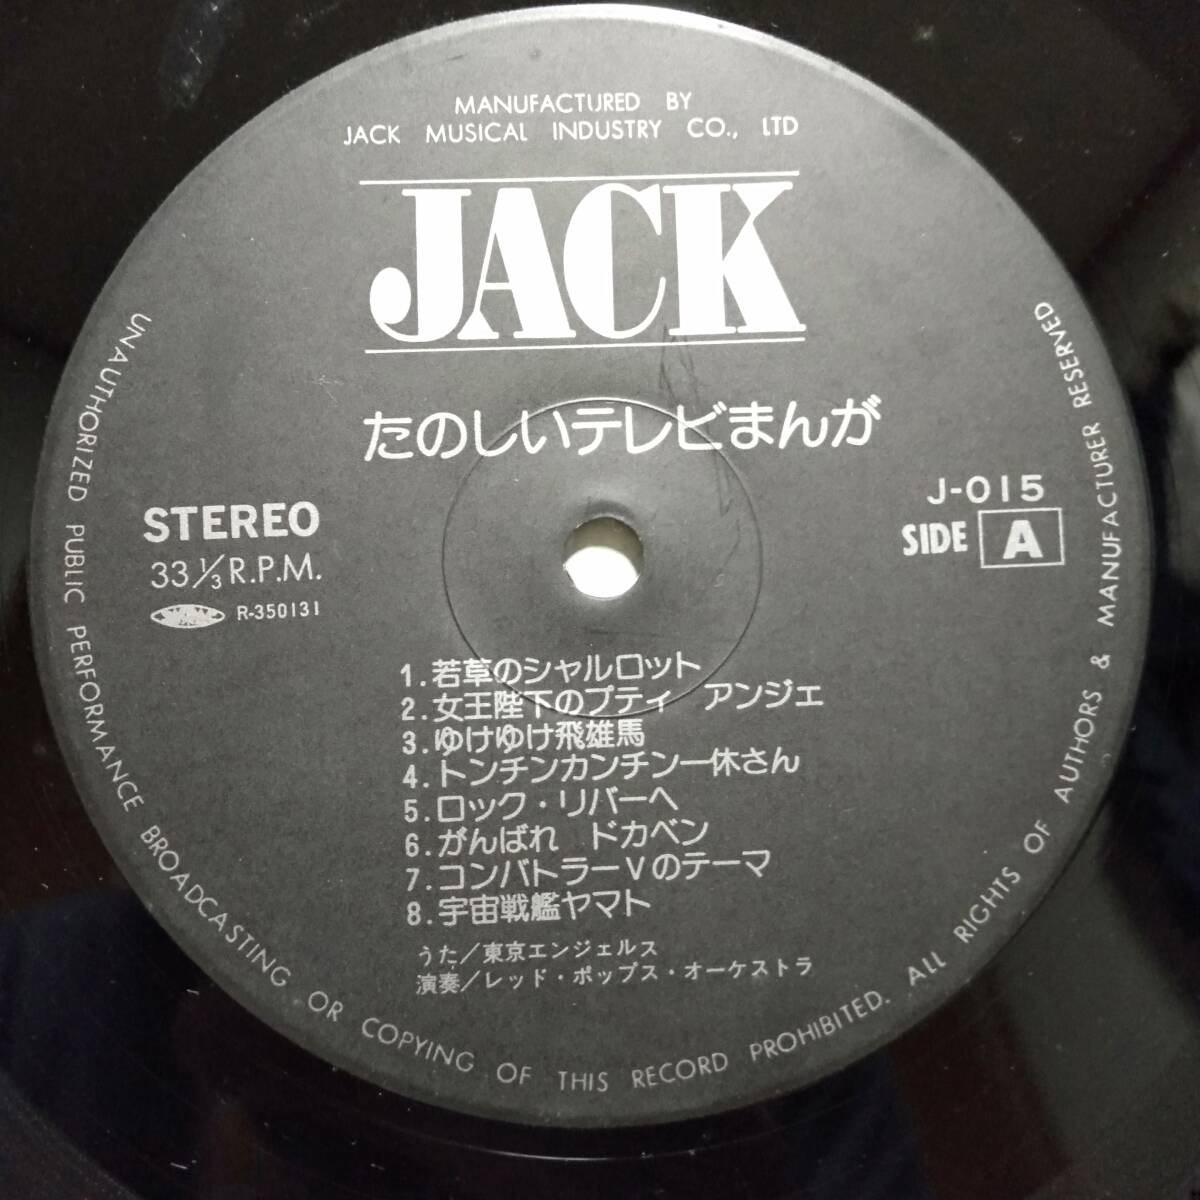 MANUFACTURED BY
JACK MUSICAL INDUSTRY CO., LTD
JACK
たのしいテレビまんが
STEREO
33 1/3 R.P.M.
R-350131
J-015
SIDE A
1.若草のシャルロット
2.女王陛下のプティ アンジェ
3.ゆけゆけ飛雄馬
4.トンチンカンチン一休さん
5.ロック・リバーへ
6.がんばれ ドカベン
7.コンバトラーVのテーマ
8.宇宙戦艦ヤマト
うた/東京エンジェルス
演奏/レッド・ポップス・オーケストラ
UNAUTHORIZED PUBLIC PERFORMANCE BROADCASTING OR COPYING OF THIS RECORD PROHIBITED. ALL RIGHTS OF AUTHORS & MANUFACTURER RESERVED